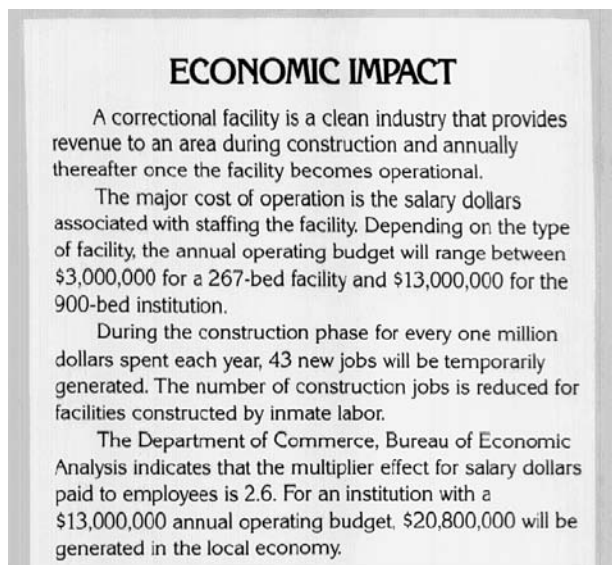 ECONOMIC IMPACT
A correctional facility is a clean industry that provides
revenue to an area during construction and annually
thereafter once the facility becomes operational.
The major cost of operation is the salary dollars
associated with staffing the facility. Depending on the type
of facility, the annual operating budget will range between
$3,000,000 for a 267-bed facility and $13,000,000 for the
900-bed institution.
During the construction phase for every one million
dollars spent each year, 43 new jobs will be temporarily
generated. The number of construction jobs is reduced for
facilities constructed by inmate labor.
The Department of Commerce, Bureau of Economic
Analysis indicates that the multiplier effect for salary dollars
paid to employees is 2.6. For an institution with a
$13,000,000 annual operating budget, $20,800,000 will be
generated in the local economy.